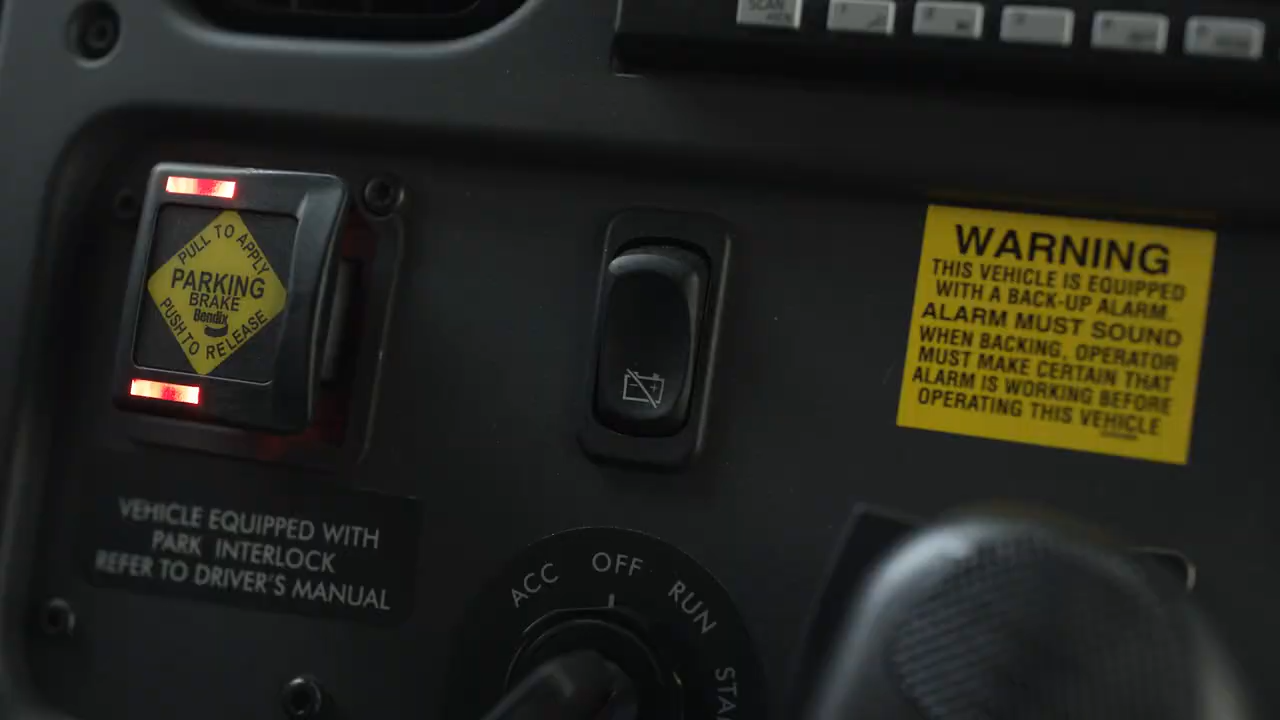 SCAN
PULL TO APPLY
PARKING
BRAKE
Bendix
PUSH TO RELEASE
WARNING
THIS VEHICLE IS EQUIPPED
WITH A BACK-UP ALARM.
ALARM MUST SOUND
WHEN BACKING, OPERATOR
MUST MAKE CERTAIN THAT
ALARM IS WORKING BEFORE
OPERATING THIS VEHICLE
VEHICLE EQUIPPED WITH
PARK INTERLOCK
REFER TO DRIVER'S MANUAL
ACC OFF RUN STA